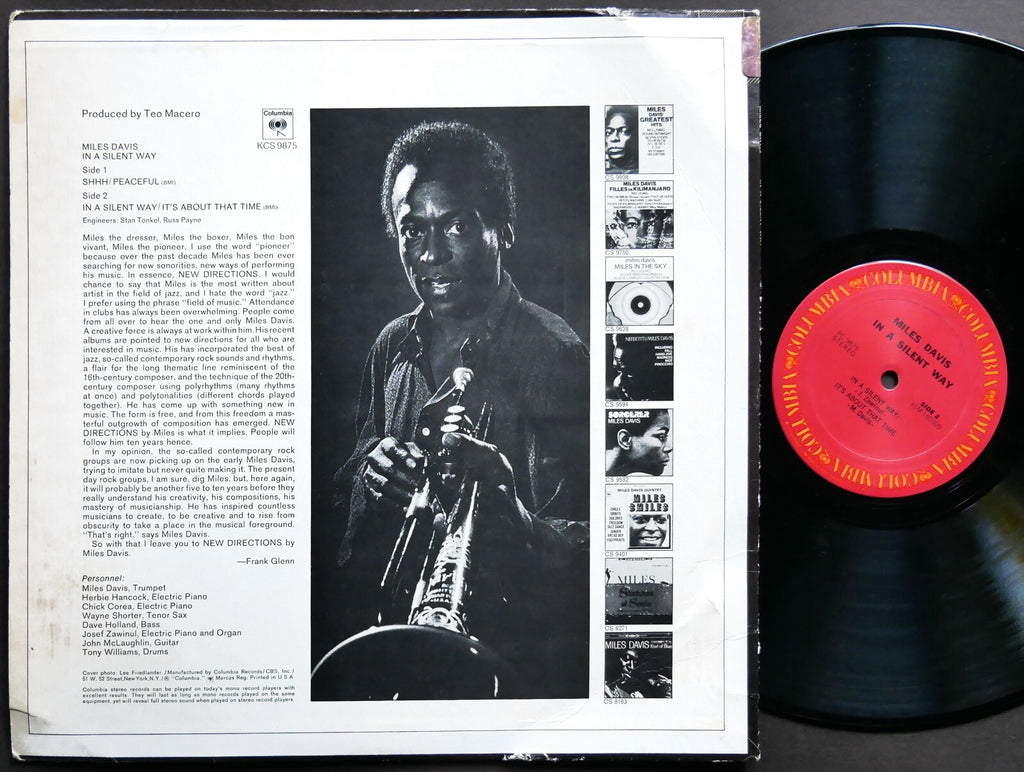 Produced by Teo Macero
Columbia
KCS 9875
MILES DAVIS
IN A SILENT WAY
Side 1
SHHH/PEACEFUL (BMI)
Side 2
IN A SILENT WAY/IT'S ABOUT THAT TIME (BMI)
Engineers: Stan Tonkel, Russ Payne
Miles the dresser, Miles the boxer, Miles the bon
vivant, Miles the pioneer. I use the word "pioneer"
because over the past decade Miles has been ever
searching for new sonorities, new ways of performing
his music. In essence, NEW DIRECTIONS. I would
chance to say that Miles is the most written about
artist in the field of jazz, and I hate the word "jazz."
I prefer using the phrase "field of music." Attendance
in clubs has always been overwhelming. People come
from all over to hear the one and only Miles Davis.
A creative force is always at work within him. His recent
albums are pointed to new directions for all who are
interested in music. His has incorporated the best of
jazz, so-called contemporary rock sounds and rhythms,
a flair for the long thematic line reminiscent of the
16th-century composer, and the technique of the 20th-
century composer using polyrhythms (many rhythms
at once) and polytonalities (different chords played
together). He has come up with something new in
music. The form is free, and from this freedom a mas-
terful outgrowth of composition has emerged. NEW
DIRECTIONS by Miles is what it implies. People will
follow him ten years hence.
In my opinion, the so-called contemporary rock
groups are now picking up on the early Miles Davis,
trying to imitate but never quite making it. The present
day rock groups, I am sure, dig Miles, but, here again,
it will probably be another five to ten years before they
really understand his creativity, his compositions, his
mastery of musicianship. He has inspired countless
musicians to create, to be creative and to rise from
obscurity to take a place in the musical foreground.
"That's right," says Miles Davis.
So with that I leave you to NEW DIRECTIONS by
Miles Davis.
—Frank Glenn
Personnel:
Miles Davis, Trumpet
Herbie Hancock, Electric Piano
Chick Corea, Electric Piano
Wayne Shorter, Tenor Sax
Dave Holland, Bass
Josef Zawinul, Electric Piano and Organ
John McLaughlin, Guitar
Tony Williams, Drums
Cover photo: Lee Friedlander /Manufactured by Columbia Records/CBS, Inc./
51 W. 52 Street, New York, N.Y./® "Columbia," Marcas Reg. Printed in U.S.A.
Columbia stereo records can be played on today's mono record players with
excellent results. They will last as long as mono records played on the same
equipment, yet will reveal full stereo sound when played on stereo record players.
MILES
DAVIS'
GREATEST
HITS
CS 9808
MILES DAVIS
FILLES DE KILIMANJARO
CS 9750
miles davis
MILES IN THE SKY
CS 9628
NEFERTITI/MILES DAVIS
CS 9594
SORCERER
MILES DAVIS
CS 9532
MILES DAVIS QUINTET
MILES
SMILES
CS 9401
MILES
Sketches
of Spain
CS 8271
MILES DAVIS
Kind of Blue
CS 8163
COLUMBIA COLUMBIA COLUMBIA COLUMBIA COLUMBIA COLUMBIA
MILES DAVIS
IN A SILENT WAY
PC 9875
STEREO
SIDE 2
IN A SILENT WAY
-J. Zawinul-
IT'S ABOUT THAT TIME
-M. Davis-